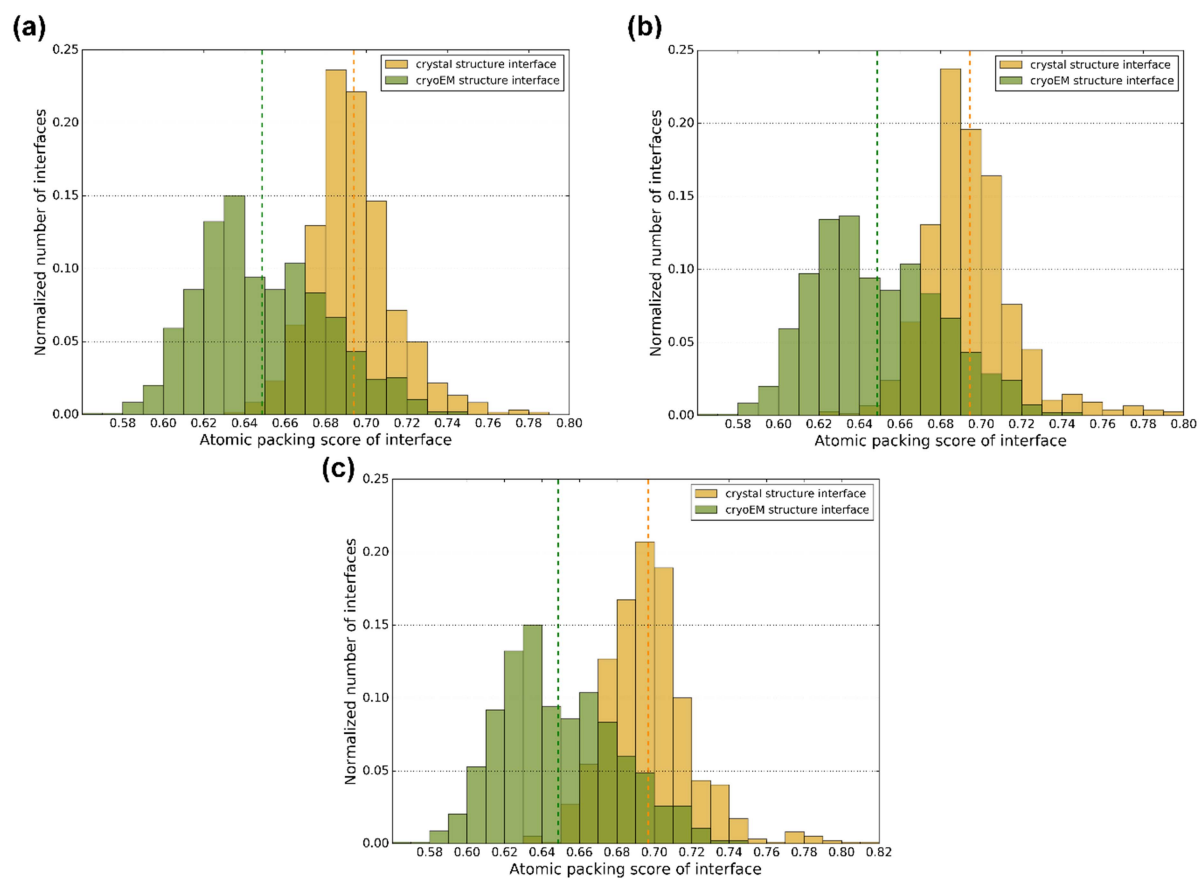 (a)
0.25
0.20
0.15
0.10
0.05
0.00
Normalized number of interfaces
crystal structure interface
cryoEM structure interface
0.58 0.60 0.62 0.64 0.66 0.68 0.70 0.72 0.74 0.76 0.78 0.80
Atomic packing score of interface
(b)
0.25
0.20
0.15
0.10
0.05
0.00
Normalized number of interfaces
crystal structure interface
cryoEM structure interface
0.58 0.60 0.62 0.64 0.66 0.68 0.70 0.72 0.74 0.76 0.78 0.80
Atomic packing score of interface
(c)
0.25
0.20
0.15
0.10
0.05
0.00
Normalized number of interfaces
crystal structure interface
cryoEM structure interface
0.58 0.60 0.62 0.64 0.66 0.68 0.70 0.72 0.74 0.76 0.78 0.80 0.82
Atomic packing score of interface